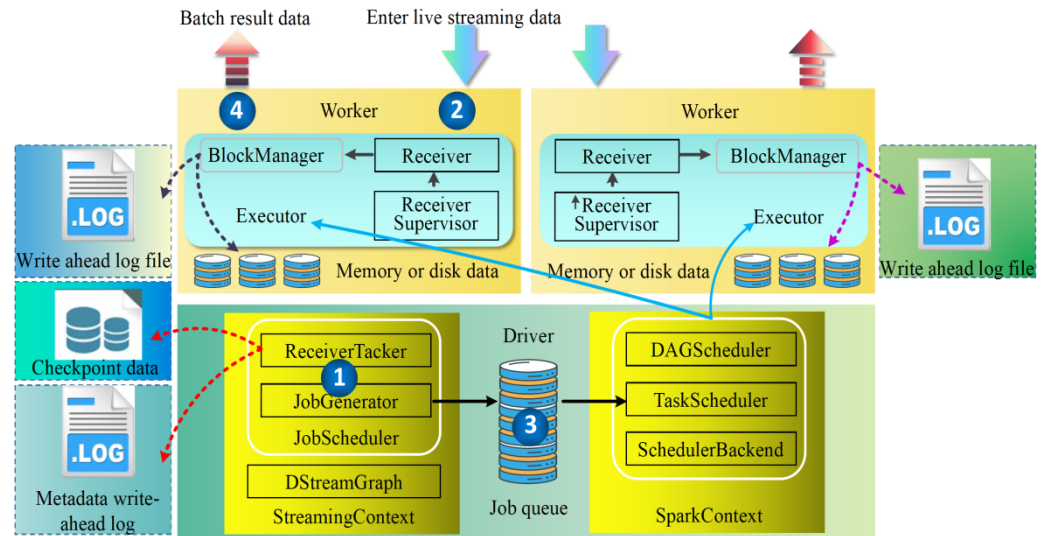 Batch result data
Enter live streaming data
4
Worker
2
Worker
BlockManager
Receiver
Receiver
BlockManager
.LOG
Executor
Receiver
Supervisor
Receiver
Supervisor
Executor
.LOG
Write ahead log file
Memory or disk data
Memory or disk data
Write ahead log file
Checkpoint data
ReceiverTacker
1
JobGenerator
JobScheduler
DStreamGraph
StreamingContext
Driver
3
Job queue
DAGScheduler
TaskScheduler
SchedulerBackend
SparkContext
.LOG
Metadata write-
ahead log